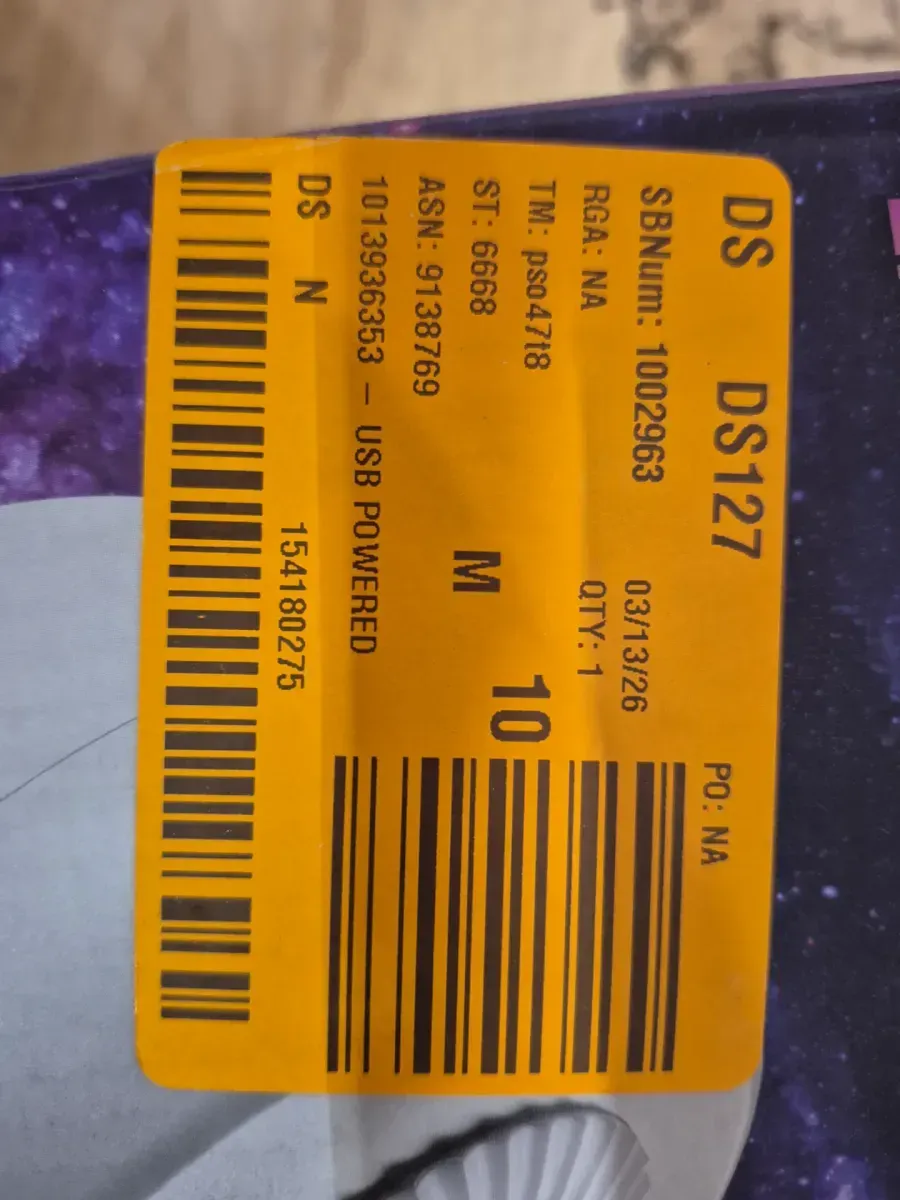 DS DS127
PO: NA
SBNum: 1002963 03/13/26
RGA: NA QTY: 1
TM: pso47t8
10
ST: 6668 M
ASN: 9138769
1013936353 - USB POWERED
DS N 154180275